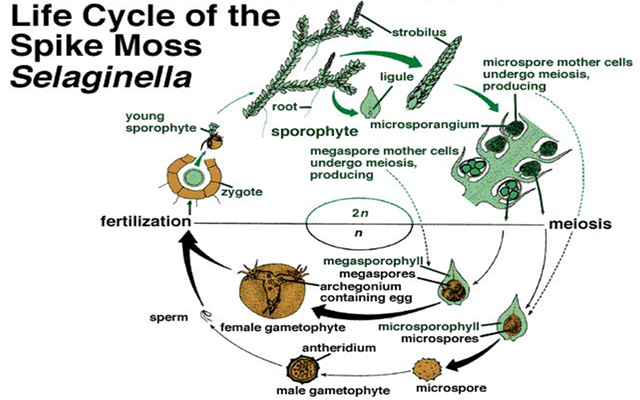 Life Cycle of the
Spike Moss
Selaginella
strobilus
ligule
microspore mother cells
undergo meiosis,
producing
root
young
sporophyte
sporophyte
microsporangium
megaspore mother cells
undergo meiosis,
producing
zygote
2n
fertilization
meiosis
n
megasporophyll
megaspores
archegonium
containing egg
sperm
female gametophyte
microsporophyll
microspores
antheridium
male gametophyte
microspore